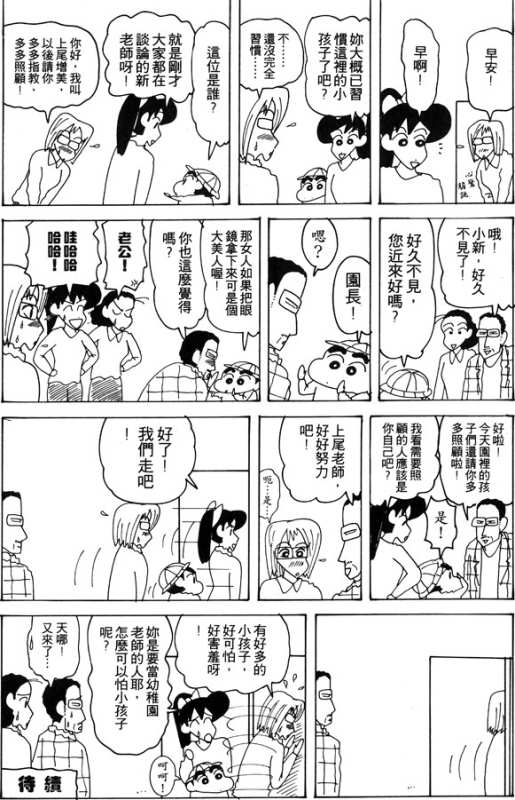 早安!
心驚
早啊!
妳大概已習
慣這裡的小
孩子了吧?
不……
還沒完全
習慣……
這位是誰?
就是剛才
大家都在
談論的新
老師呀!
你好,我叫
上尾增美,
以後請你
多多指教、
多多照顧!
哦!
小新,好久
不見了!
好久不見,
您近來好嗎?
園長!
嗯?
那女人如果把眼
鏡拿下來可是個
大美人喔!
你也這麼覺得
嗎?
老公!
哇哈哈
哈哈!
好啦!
今天園裡的孩
子們還請你多
多照顧啦!
我看需要照
顧的人應該是
你自己吧?
是!
上尾老師,
好好努力
吧!
呃…是…
好了!
我們走吧
!
有好多的
小孩子,
好可怕,
好害羞呀
!
妳是要當幼稚園
老師的人耶,
怎麼可以怕小孩子
呢?
呵呵!
天哪!
又來了…
待續